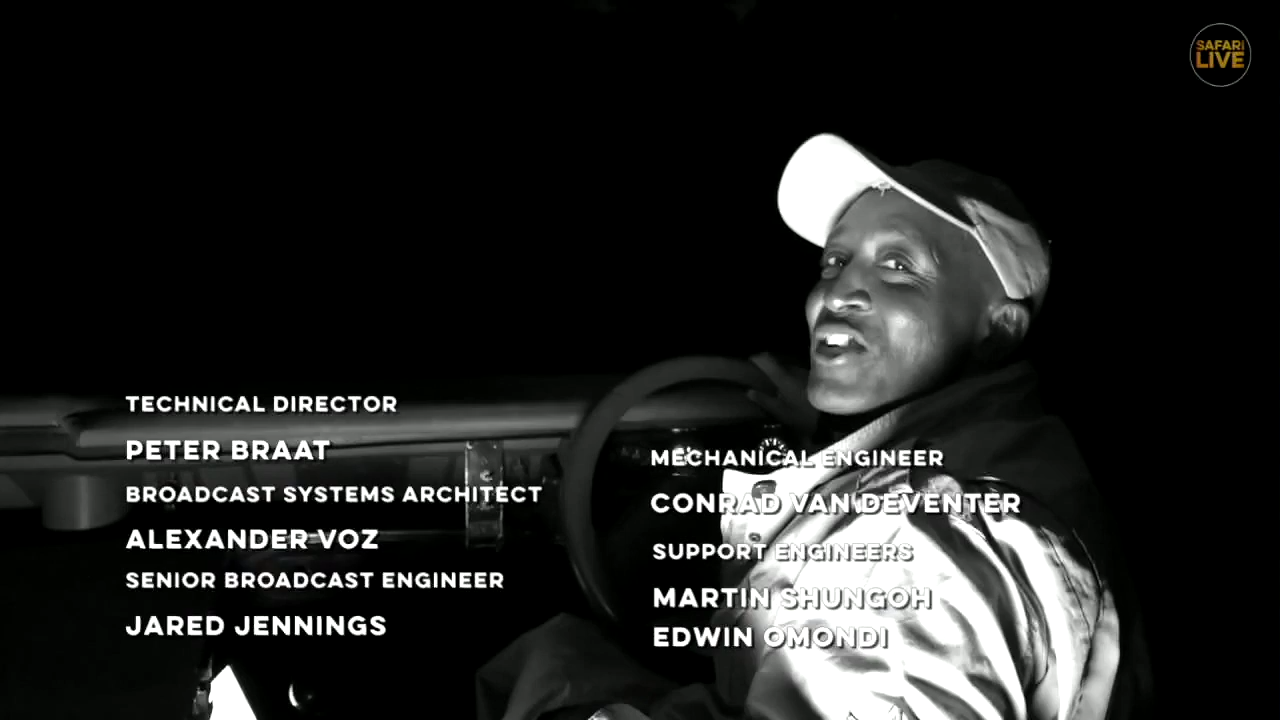 SAFARI
LIVE
TECHNICAL DIRECTOR
PETER BRAAT
BROADCAST SYSTEMS ARCHITECT
ALEXANDER VOZ
SENIOR BROADCAST ENGINEER
JARED JENNINGS
MECHANICAL ENGINEER
CONRAD VAN DEVENTER
SUPPORT ENGINEERS
MARTIN SHUNGOH
EDWIN OMONDI